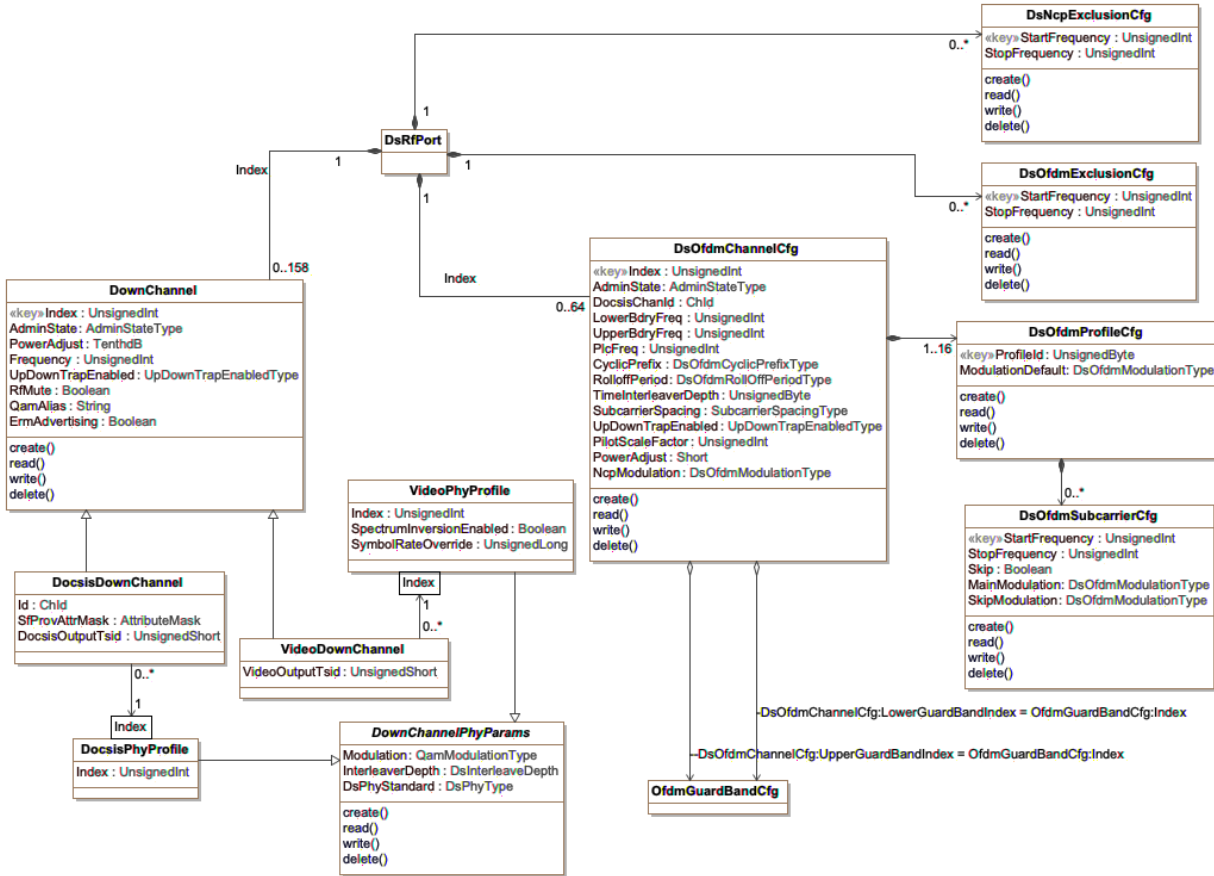 DsNcpExclusionCfg
«key»StartFrequency : UnsignedInt
StopFrequency : UnsignedInt
create()
read()
write()
delete()
0..*
1
DsRfPort
1
Index
1
1
DsOfdmExclusionCfg
«key»StartFrequency : UnsignedInt
StopFrequency : UnsignedInt
create()
read()
write()
delete()
0..*
0..158
Index
0..64
DownChannel
«key»Index : UnsignedInt
AdminState : AdminStateType
PowerAdjust : TenthdB
Frequency : UnsignedInt
UpDownTrapEnabled : UpDownTrapEnabledType
RfMute : Boolean
QamAlias : String
ErmAdvertising : Boolean
create()
read()
write()
delete()
DsOfdmChannelCfg
«key»Index : UnsignedInt
AdminState : AdminStateType
DocsisChanId : ChId
LowerBdryFreq : UnsignedInt
UpperBdryFreq : UnsignedInt
PlcFreq : UnsignedInt
CyclicPrefix : DsOfdmCyclicPrefixType
RolloffPeriod : DsOfdmRollOffPeriodType
TimeInterleaverDepth : UnsignedByte
SubcarrierSpacing : SubcarrierSpacingType
UpDownTrapEnabled : UpDownTrapEnabledType
PilotScaleFactor : UnsignedInt
PowerAdjust : Short
NcpModulation : DsOfdmModulationType
create()
read()
write()
delete()
1..16
DsOfdmProfileCfg
«key»ProfileId : UnsignedByte
ModulationDefault : DsOfdmModulationType
create()
read()
write()
delete()
0..*
DsOfdmSubcarrierCfg
«key»StartFrequency : UnsignedInt
StopFrequency : UnsignedInt
Skip : Boolean
MainModulation : DsOfdmModulationType
SkipModulation : DsOfdmModulationType
create()
read()
write()
delete()
VideoPhyProfile
Index : UnsignedInt
SpectrumInversionEnabled : Boolean
SymbolRateOverride : UnsignedLong
Index
1
0..*
DocsisDownChannel
Id : ChId
SfProvAttrMask : AttributeMask
DocsisOutputTsid : UnsignedShort
VideoDownChannel
VideoOutputTsid : UnsignedShort
0..*
1
Index
DocsisPhyProfile
Index : UnsignedInt
DownChannelPhyParams
Modulation : QamModulationType
InterleaverDepth : DsInterleaveDepth
DsPhyStandard : DsPhyType
create()
read()
write()
delete()
DsOfdmChannelCfg:LowerGuardBandIndex = OfdmGuardBandCfg:Index
DsOfdmChannelCfg:UpperGuardBandIndex = OfdmGuardBandCfg:Index
OfdmGuardBandCfg